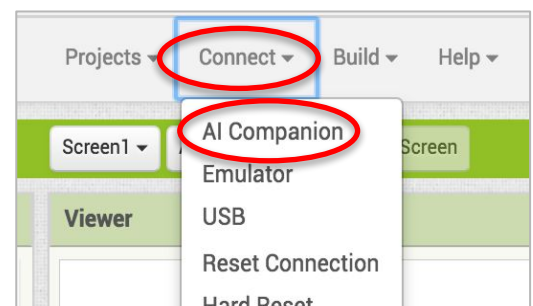 Projects Connect Build Help
Screen1 Screen
AI Companion
Emulator
Viewer
USB
Reset Connection
Hard Reset